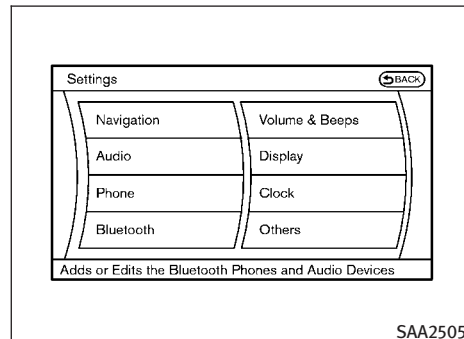 Settings BACK
Navigation Volume & Beeps
Audio Display
Phone Clock
Bluetooth Others
Adds or Edits the Bluetooth Phones and Audio Devices
SAA2505